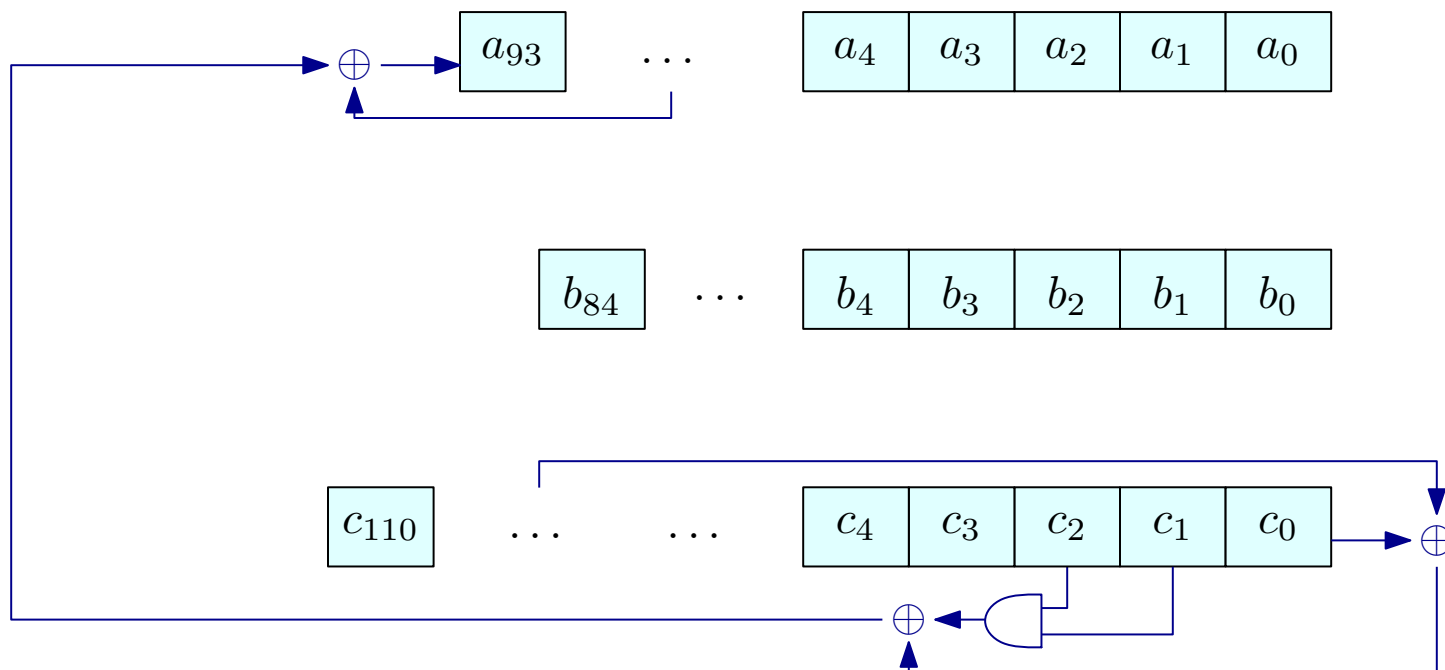 a₉₃ ... a₄ a₃ a₂ a₁ a₀
b₈₄ ... b₄ b₃ b₂ b₁ b₀
c₁₁₀ ... ... c₄ c₃ c₂ c₁ c₀